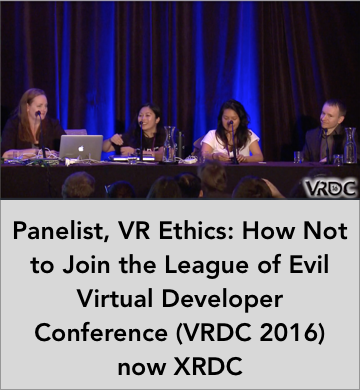 VRDC
Panelist, VR Ethics: How Not
to Join the League of Evil
Virtual Developer
Conference (VRDC 2016)
now XRDC